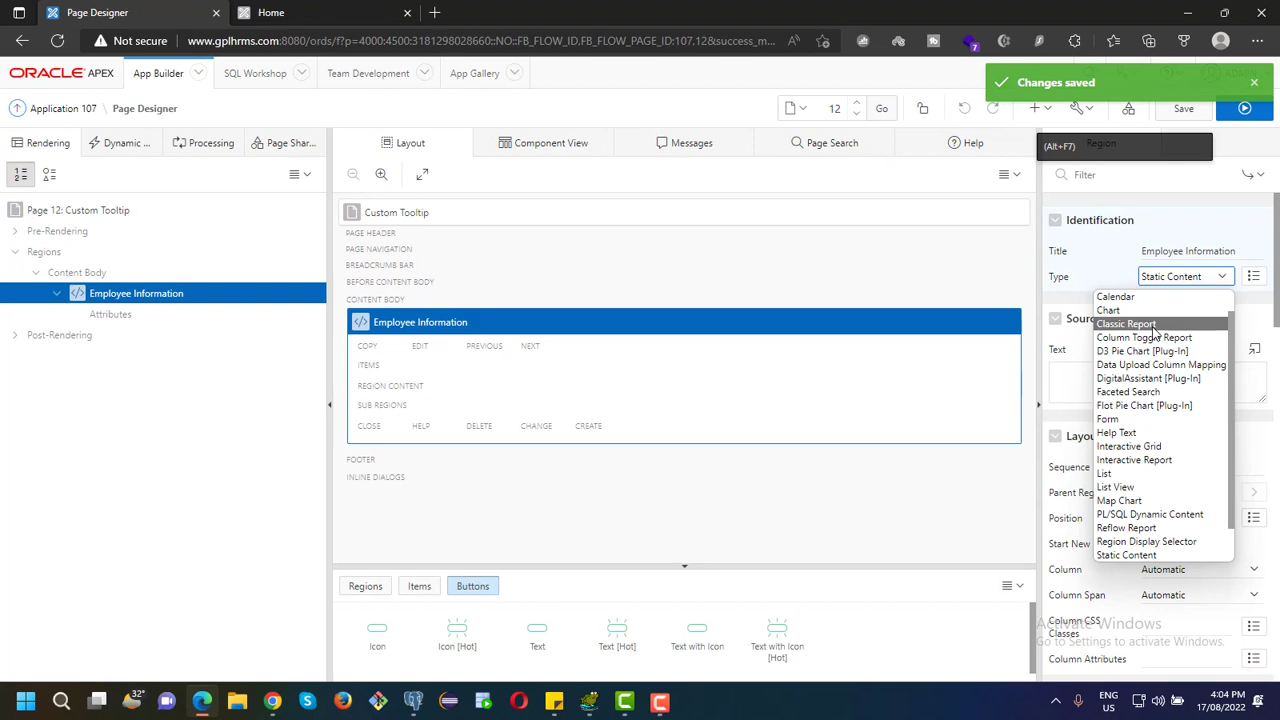 Page Designer
Home
Not secure www.gplhrms.com:8080/ords/f?p=4000:4500:3181298028660::NO::FB_FLOW_ID,FB_FLOW_PAGE_ID:107,12&success_m...
7
ORACLE APEX
App Builder
SQL Workshop
Team Development
App Gallery
Changes saved
Application 107
Page Designer
12
Go
Save
Rendering
Dynamic ...
Processing
Page Shar...
Layout
Component View
Messages
Page Search
Help
Region
(Alt+F7)
Filter
Page 12: Custom Tooltip
Pre-Rendering
Regions
Content Body
Employee Information
Attributes
Post-Rendering
Custom Tooltip
PAGE HEADER
PAGE NAVIGATION
BREADCRUMB BAR
BEFORE CONTENT BODY
CONTENT BODY
Employee Information
COPY EDIT PREVIOUS NEXT
ITEMS
REGION CONTENT
SUB REGIONS
CLOSE HELP DELETE CHANGE CREATE
FOOTER
INLINE DIALOGS
Regions
Items
Buttons
Icon
Icon [Hot]
Text
Text [Hot]
Text with Icon
Text with Icon
[Hot]
Identification
Title Employee Information
Type Static Content
Calendar
Chart
Classic Report
Column Toggle Report
D3 Pie Chart [Plug-In]
Data Upload Column Mapping
DigitalAssistant [Plug-In]
Faceted Search
Flot Pie Chart [Plug-In]
Form
Help Text
Interactive Grid
Interactive Report
List
List View
Map Chart
PL/SQL Dynamic Content
Reflow Report
Region Display Selector
Static Content
Text
Sequence
Position
Start New
Column Automatic
Column Span Automatic
Column CSS
Classes
Column Attributes
Activate Windows
Go to Settings to activate Windows.
32°
ENG
US
4:04 PM
17/08/2022